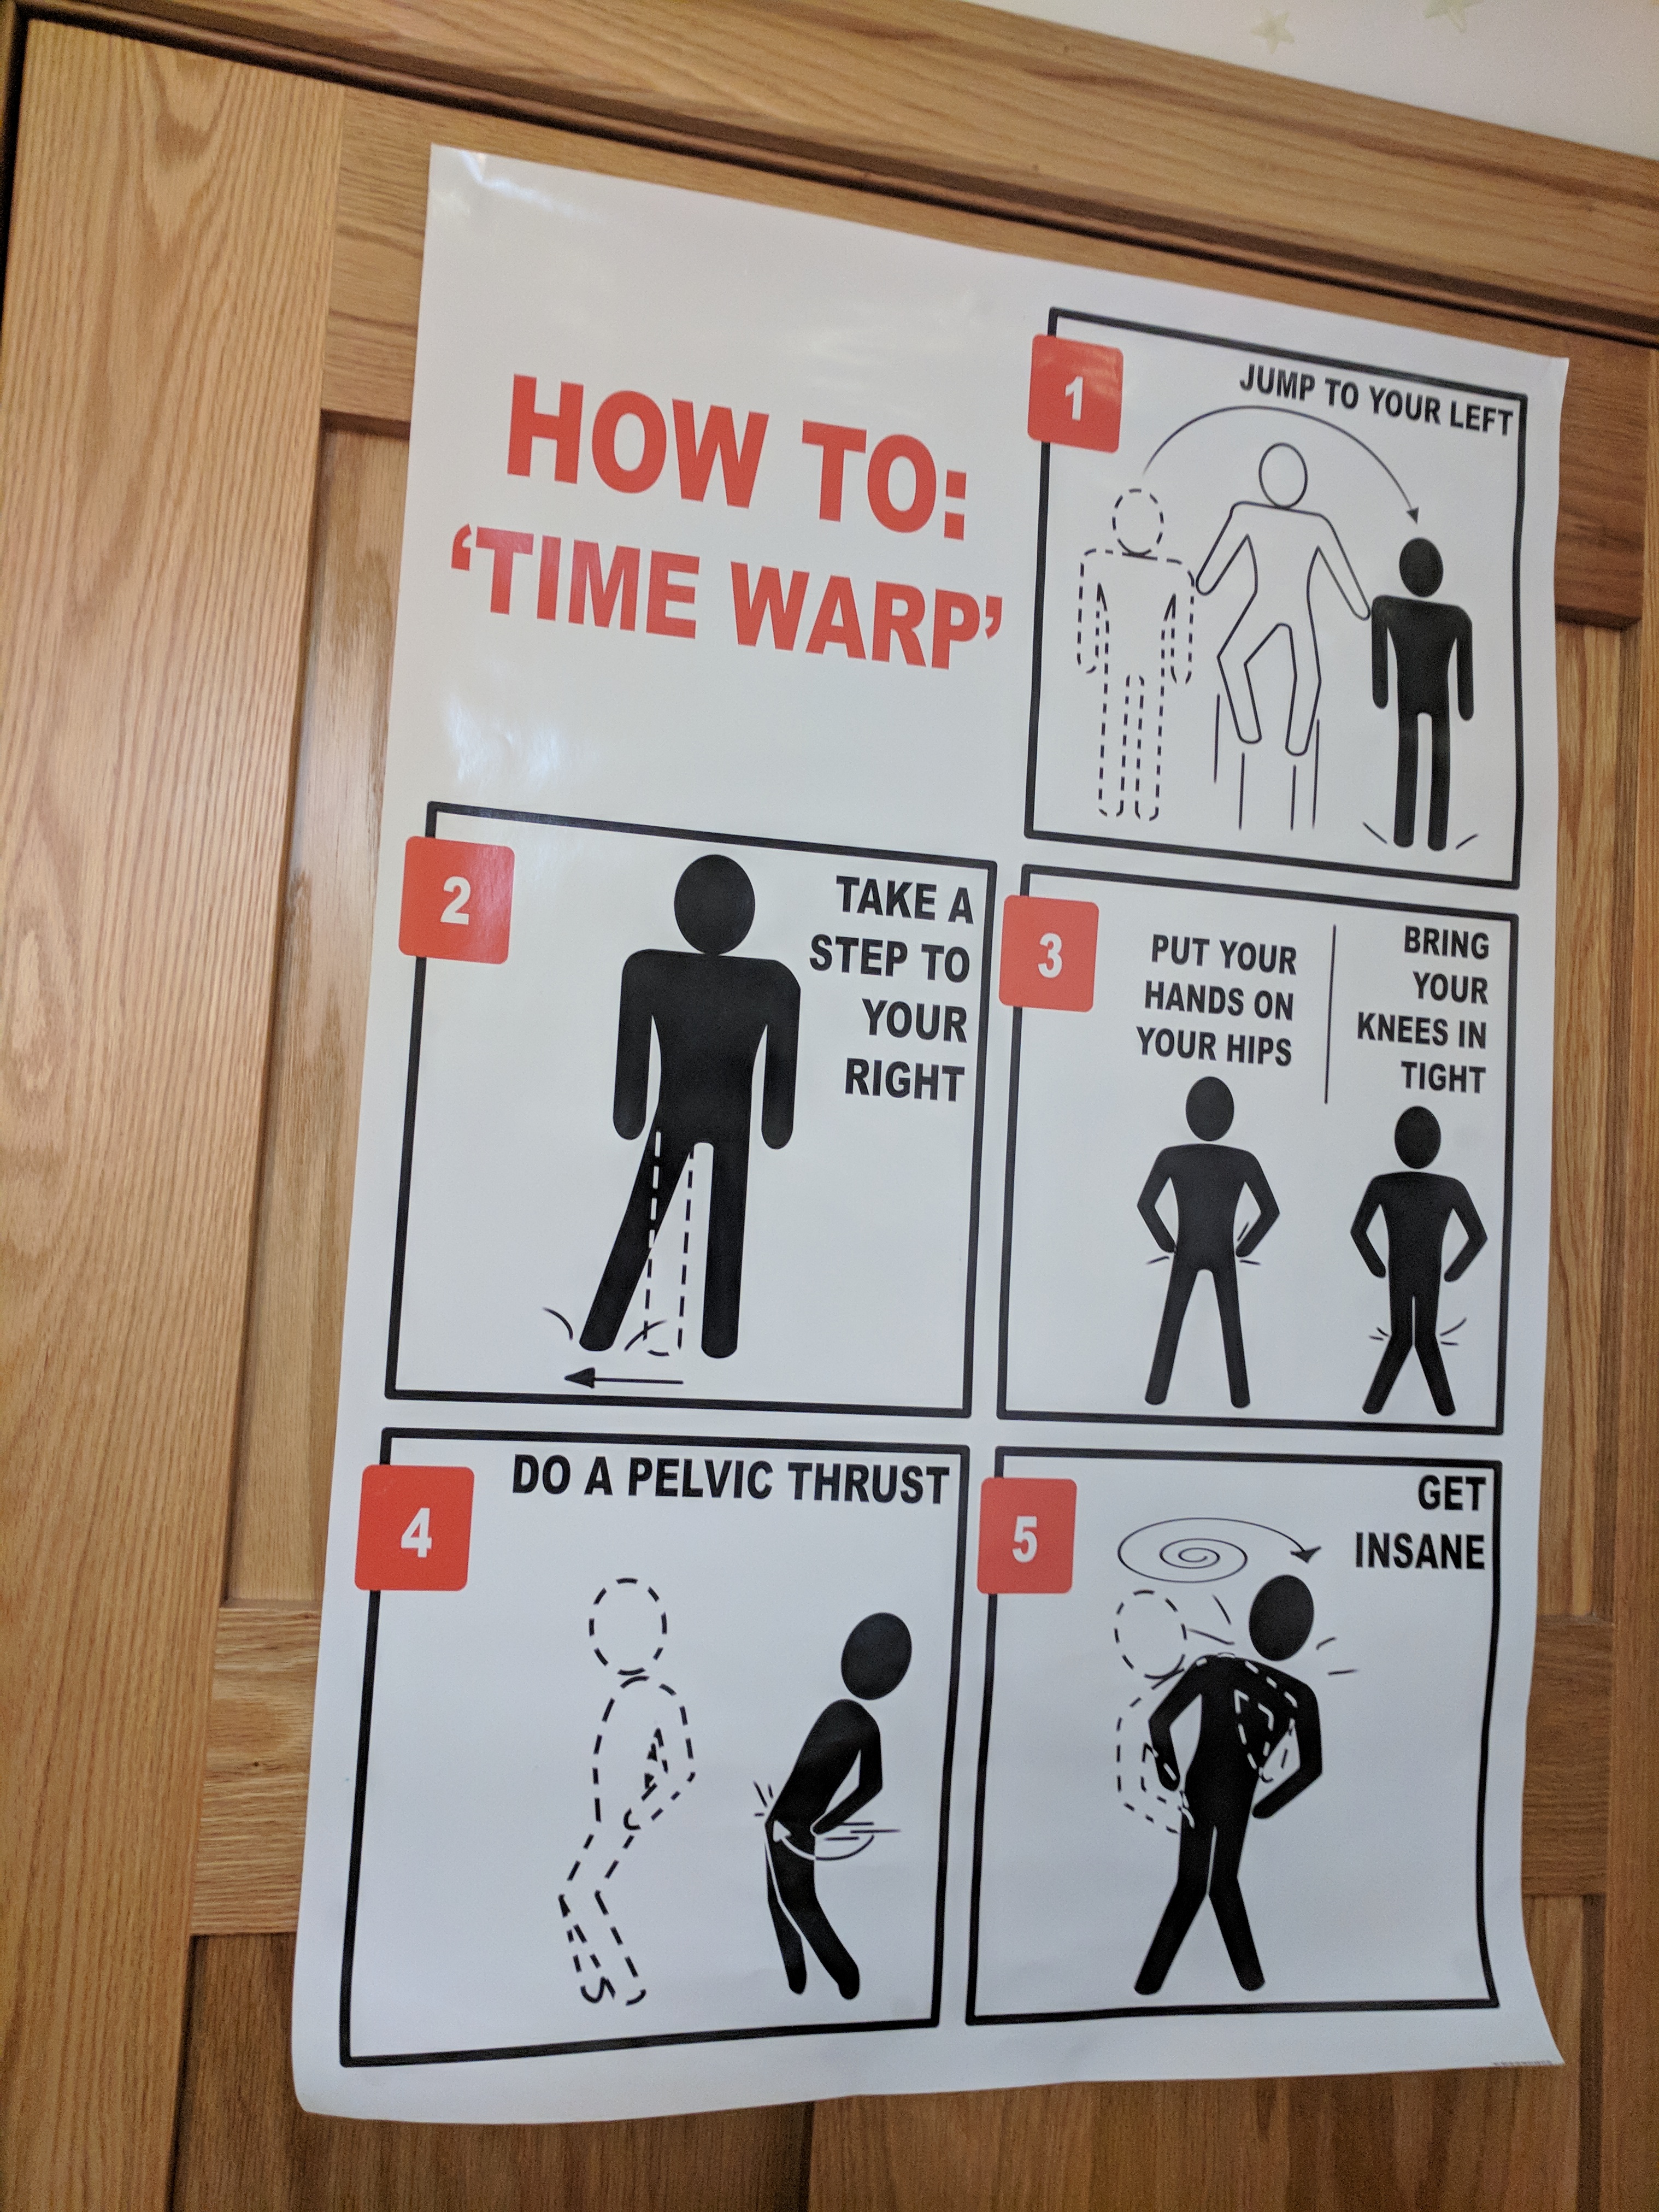 HOW TO:
‘TIME WARP’
1
JUMP TO YOUR LEFT
2
TAKE A
STEP TO
YOUR
RIGHT
3
PUT YOUR
HANDS ON
YOUR HIPS
BRING
YOUR
KNEES IN
TIGHT
4
DO A PELVIC THRUST
5
GET
INSANE